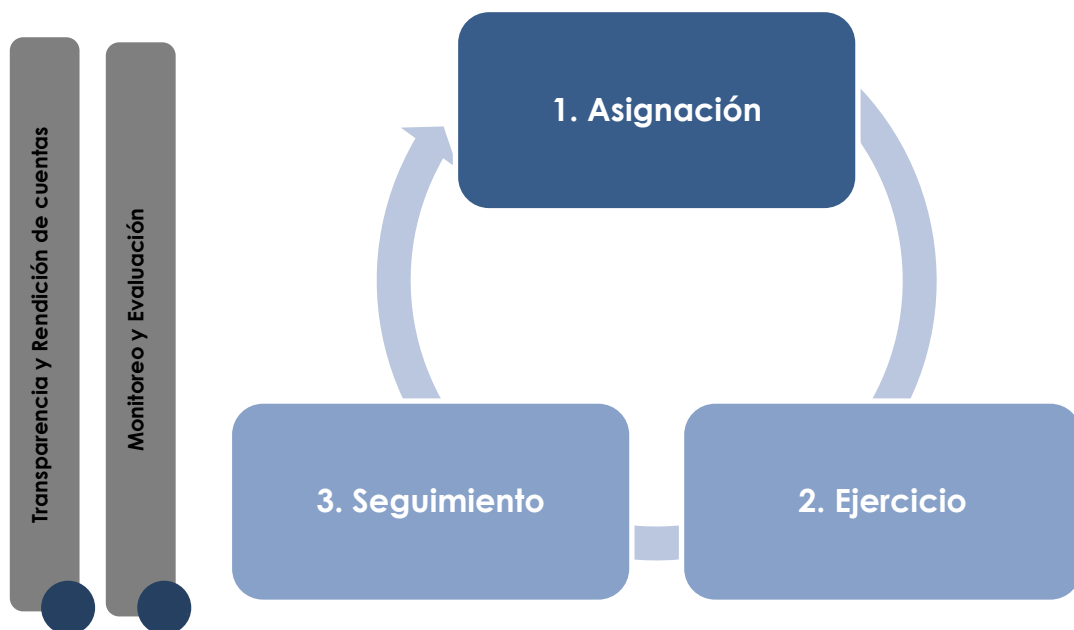 Transparencia y Rendición de cuentas
Monitoreo y Evaluación
1. Asignación
2. Ejercicio
3. Seguimiento